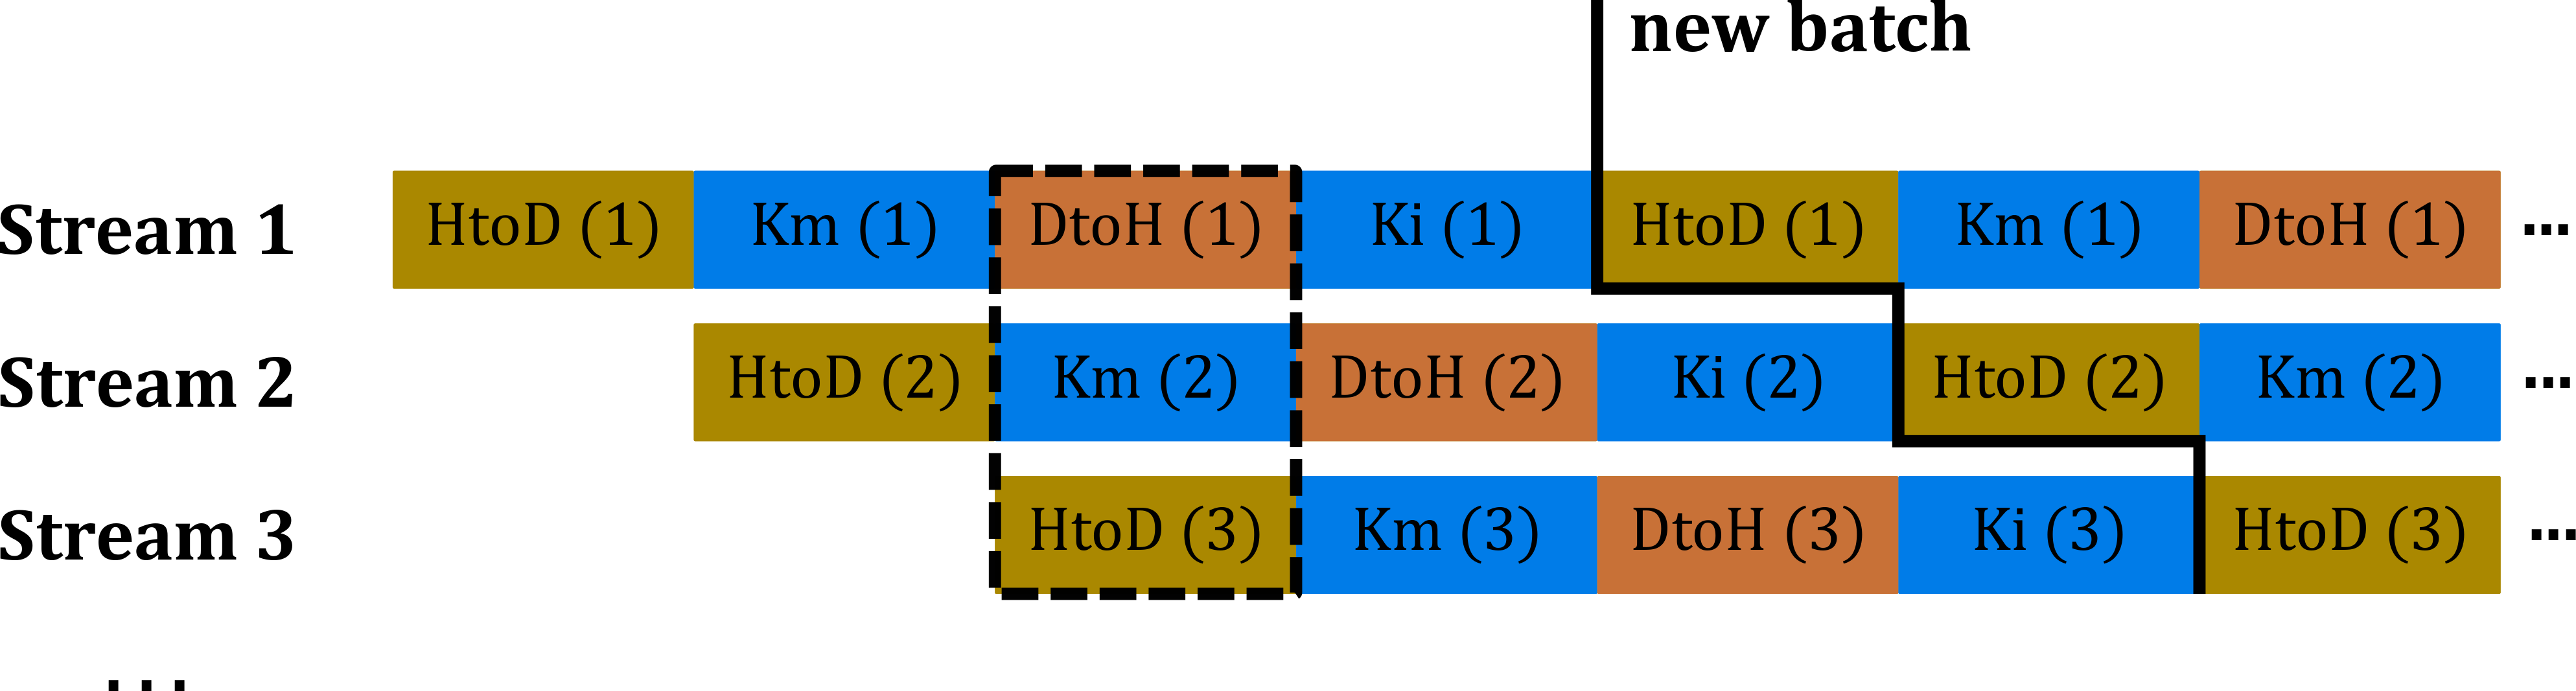 new batch
Stream 1 HtoD (1) Km (1) DtoH (1) Ki (1) HtoD (1) Km (1) DtoH (1) ...
Stream 2 HtoD (2) Km (2) DtoH (2) Ki (2) HtoD (2) Km (2) ...
Stream 3 HtoD (3) Km (3) DtoH (3) Ki (3) HtoD (3) ...
...